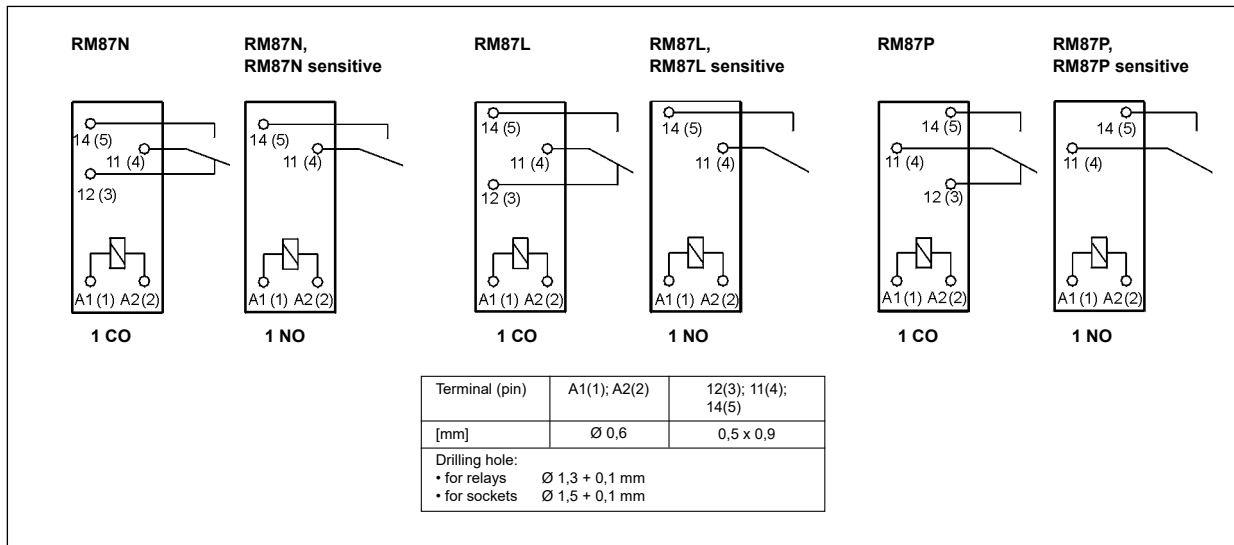 RM87N
RM87N,
RM87N sensitive
RM87L
RM87L,
RM87L sensitive
RM87P
RM87P,
RM87P sensitive
14 (5)
11 (4)
12 (3)
A1 (1) A2 (2)
1 CO
14 (5)
11 (4)
A1 (1) A2 (2)
1 NO
14 (5)
11 (4)
12 (3)
A1 (1) A2 (2)
1 CO
14 (5)
11 (4)
A1 (1) A2 (2)
1 NO
14 (5)
11 (4)
12 (3)
A1 (1) A2 (2)
1 CO
14 (5)
11 (4)
A1 (1) A2 (2)
1 NO
Terminal (pin) A1(1); A2(2) 12(3); 11(4);
14(5)
[mm] Ø 0,6 0,5 x 0,9
Drilling hole:
• for relays Ø 1,3 + 0,1 mm
• for sockets Ø 1,5 + 0,1 mm